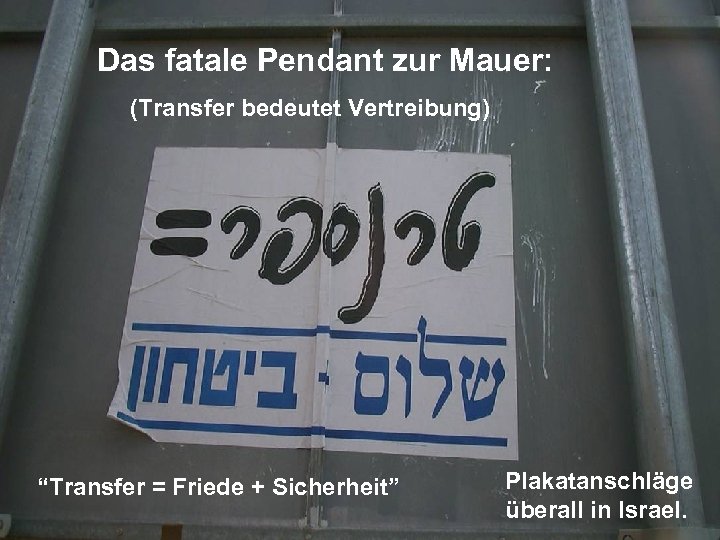 Das fatale Pendant zur Mauer:
(Transfer bedeutet Vertreibung)
טרנספר=
שלום + ביטחון
“Transfer = Friede + Sicherheit”
Plakatanschläge
überall in Israel.